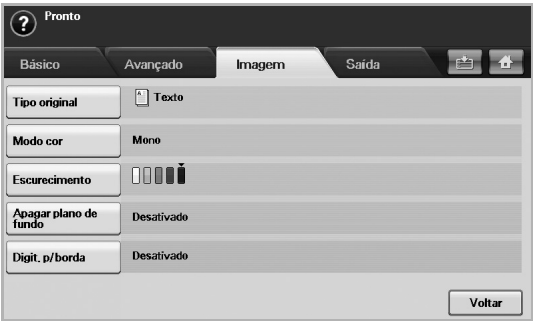 Pronto
Básico Avançado Imagem Saída
Tipo original Texto
Modo cor Mono
Escurecimento
Apagar plano de
fundo Desativado
Digit. p/borda Desativado
Voltar